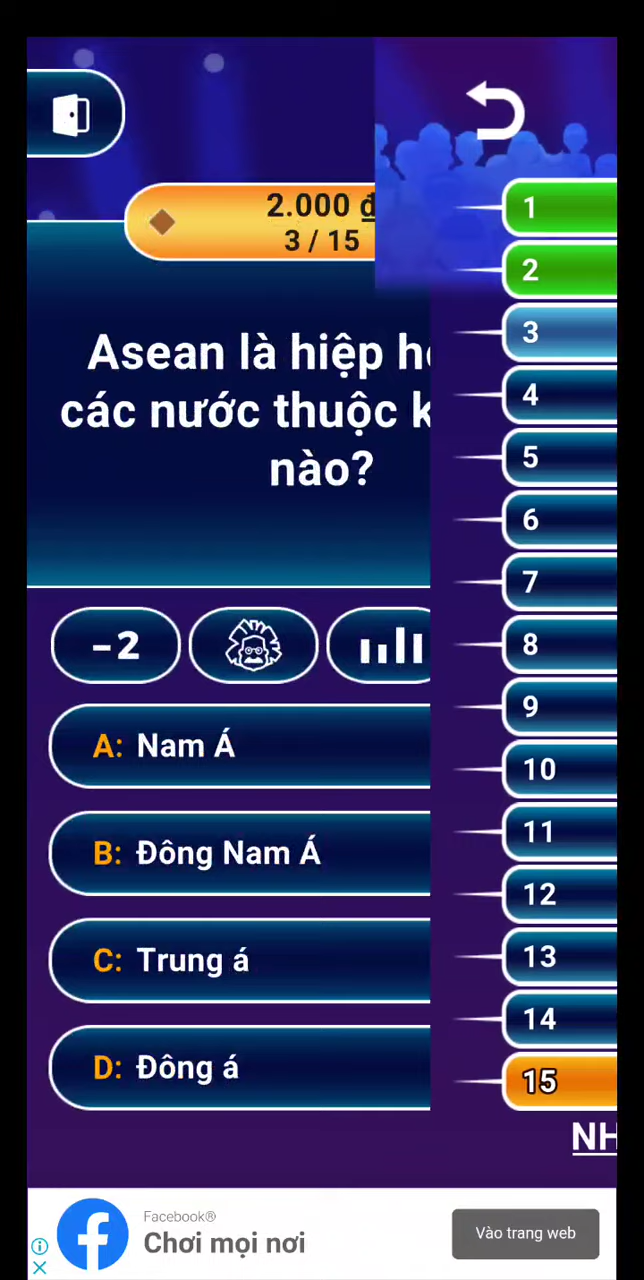 2.000 đ
3 / 15
Asean là hiệp
các nước thuộc
nào?
-2
A: Nam Á
B: Đông Nam Á
C: Trung á
D: Đông á
1
2
3
4
5
6
7
8
9
10
11
12
13
14
15
NH
Facebook®
Chơi mọi nơi
Vào trang web